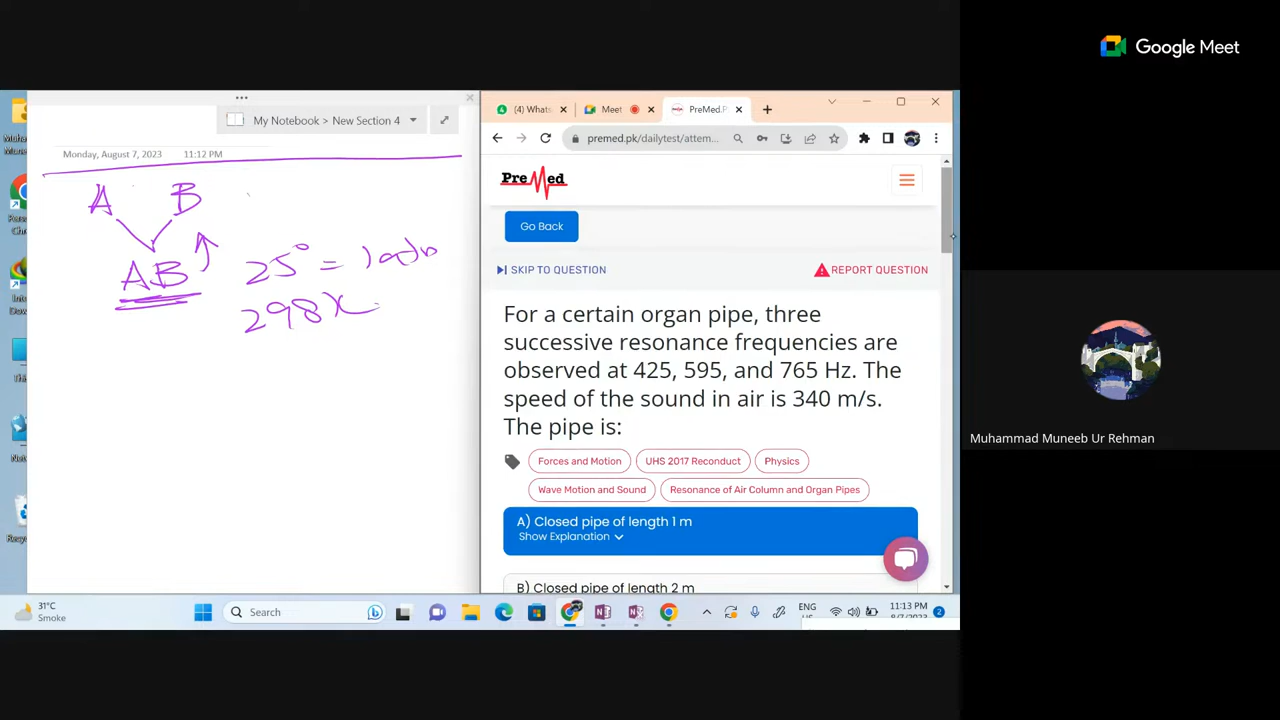 Google Meet
(4) Whats
Meet
PreMed.P
My Notebook > New Section 4
premed.pk/dailytest/attem...
Monday, August 7, 2023 11:12 PM
PreMed
A B
AB
25° =
298K
Go Back
SKIP TO QUESTION
REPORT QUESTION
For a certain organ pipe, three
successive resonance frequencies are
observed at 425, 595, and 765 Hz. The
speed of the sound in air is 340 m/s.
The pipe is:
Forces and Motion
UHS 2017 Reconduct
Physics
Wave Motion and Sound
Resonance of Air Column and Organ Pipes
A) Closed pipe of length 1 m
Show Explanation
B) Closed pipe of length 2 m
Muhammad Muneeb Ur Rehman
31°C
Smoke
Search
ENG
11:13 PM
8/7/2023
2